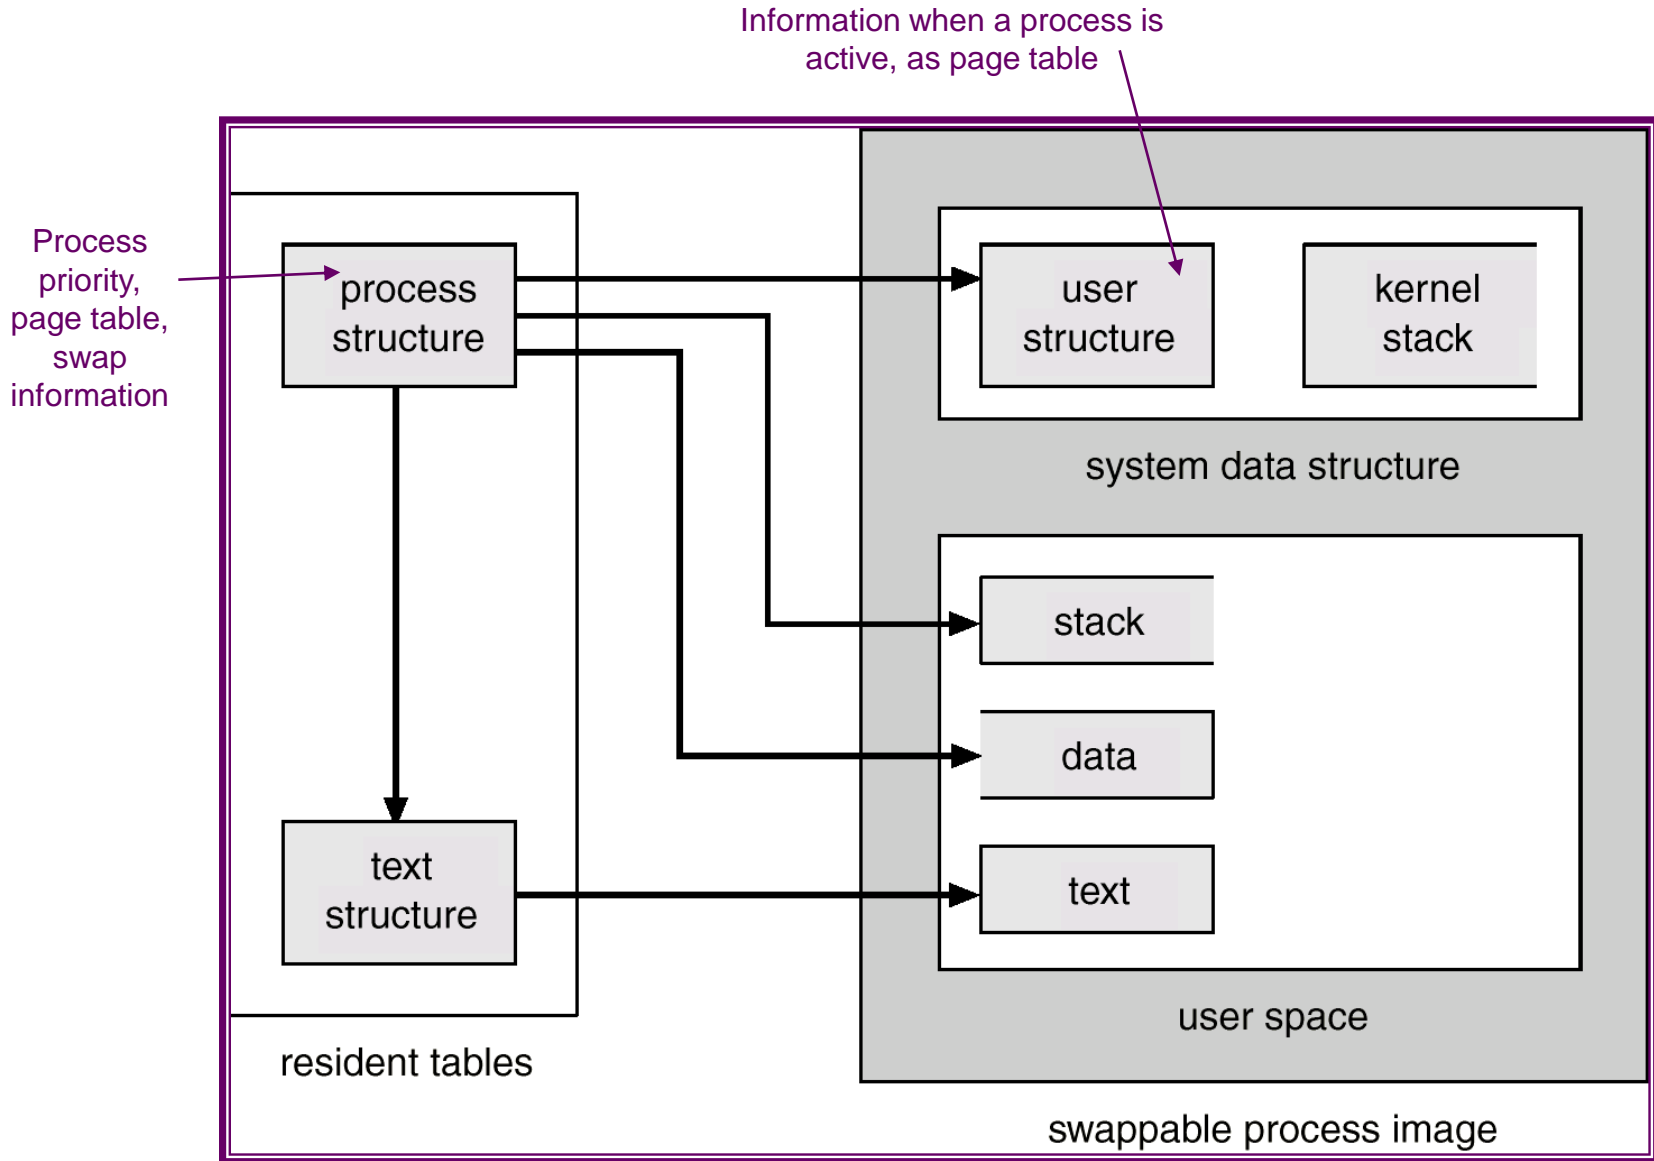 Information when a process is
active, as page table
Process
priority,
page table,
swap
information
process
structure
user
structure
kernel
stack
system data structure
stack
data
text
structure
text
user space
resident tables
swappable process image